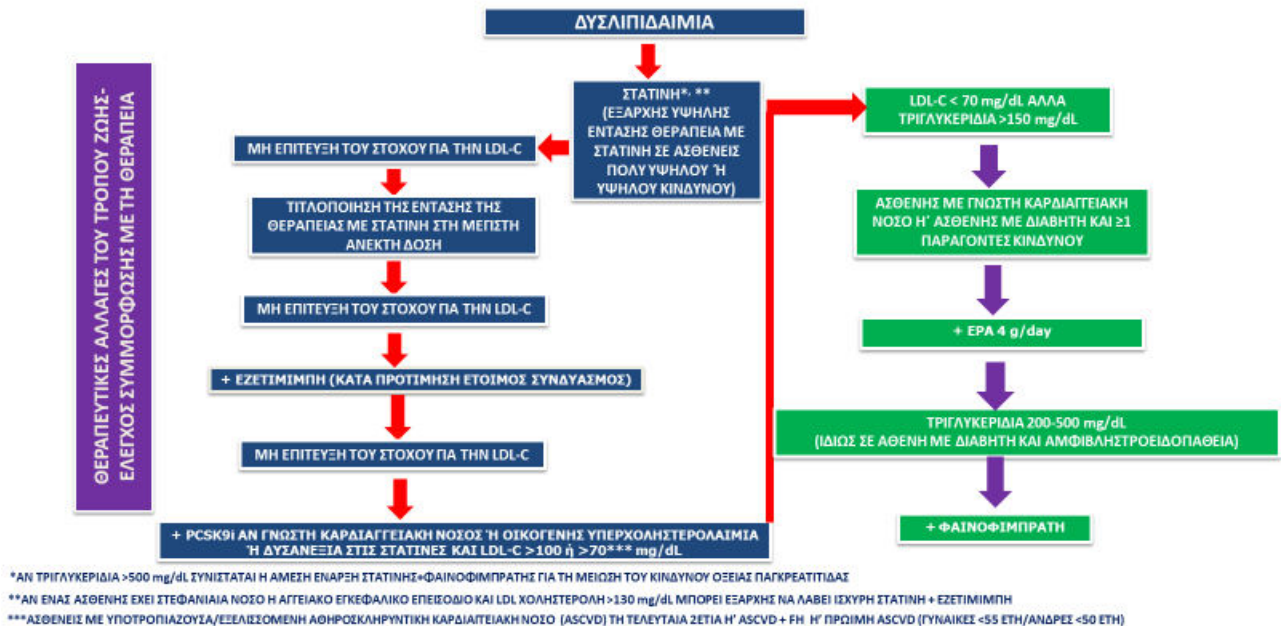 ΔΥΣΛΙΠΙΔΑΙΜΙΑ
ΘΕΡΑΠΕΥΤΙΚΕΣ ΑΛΛΑΓΕΣ ΤΟΥ ΤΡΟΠΟΥ ΖΩΗΣ-
ΕΛΕΓΧΟΣ ΣΥΜΜΟΡΦΩΣΗΣ ΜΕ ΤΗ ΘΕΡΑΠΕΙΑ
ΣΤΑΤΙΝΗ*, **
(ΕΞΑΡΧΗΣ ΥΨΗΛΗΣ
ΕΝΤΑΣΗΣ ΘΕΡΑΠΕΙΑ ΜΕ
ΣΤΑΤΙΝΗ ΣΕ ΑΣΘΕΝΕΙΣ
ΠΟΛΥ ΥΨΗΛΟΥ Ή
ΥΨΗΛΟΥ ΚΙΝΔΥΝΟΥ)
ΜΗ ΕΠΙΤΕΥΞΗ ΤΟΥ ΣΤΟΧΟΥ ΓΙΑ ΤΗΝ LDL-C
ΤΙΤΛΟΠΟΙΗΣΗ ΤΗΣ ΕΝΤΑΣΗΣ ΤΗΣ
ΘΕΡΑΠΕΙΑΣ ΜΕ ΣΤΑΤΙΝΗ ΣΤΗ ΜΕΓΙΣΤΗ
ΑΝΕΚΤΗ ΔΟΣΗ
ΜΗ ΕΠΙΤΕΥΞΗ ΤΟΥ ΣΤΟΧΟΥ ΓΙΑ ΤΗΝ LDL-C
+ ΕΖΕΤΙΜΙΜΠΗ (ΚΑΤΑ ΠΡΟΤΙΜΗΣΗ ΕΤΟΙΜΟΣ ΣΥΝΔΥΑΣΜΟΣ)
ΜΗ ΕΠΙΤΕΥΞΗ ΤΟΥ ΣΤΟΧΟΥ ΓΙΑ ΤΗΝ LDL-C
+ PCSK9i ΑΝ ΓΝΩΣΤΗ ΚΑΡΔΙΑΓΓΕΙΑΚΗ ΝΟΣΟΣ Ή ΟΙΚΟΓΕΝΗΣ ΥΠΕΡΧΟΛΗΣΤΕΡΟΛΑΙΜΙΑ
Ή ΔΥΣΑΝΕΞΙΑ ΣΤΙΣ ΣΤΑΤΙΝΕΣ ΚΑΙ LDL-C >100 ή >70*** mg/dL
LDL-C < 70 mg/dL ΑΛΛΑ
ΤΡΙΓΛΥΚΕΡΙΔΙΑ >150 mg/dL
ΑΣΘΕΝΗΣ ΜΕ ΓΝΩΣΤΗ ΚΑΡΔΙΑΓΓΕΙΑΚΗ
ΝΟΣΟ Η΄ ΑΣΘΕΝΗΣ ΜΕ ΔΙΑΒΗΤΗ ΚΑΙ ≥1
ΠΑΡΑΓΟΝΤΕΣ ΚΙΝΔΥΝΟΥ
+ EPA 4 g/day
ΤΡΙΓΛΥΚΕΡΙΔΙΑ 200-500 mg/dL
(ΙΔΙΩΣ ΣΕ ΑΘΕΝΗ ΜΕ ΔΙΑΒΗΤΗ ΚΑΙ ΑΜΦΙΒΛΗΣΤΡΟΕΙΔΟΠΑΘΕΙΑ)
+ ΦΑΙΝΟΦΙΜΠΡΑΤΗ
*ΑΝ ΤΡΙΓΛΥΚΕΡΙΔΙΑ >500 mg/dL ΣΥΝΙΣΤΑΤΑΙ Η ΑΜΕΣΗ ΕΝΑΡΞΗ ΣΤΑΤΙΝΗΣ+ΦΑΙΝΟΦΙΜΠΡΑΤΗΣ ΓΙΑ ΤΗ ΜΕΙΩΣΗ ΤΟΥ ΚΙΝΔΥΝΟΥ ΟΞΕΙΑΣ ΠΑΓΚΡΕΑΤΙΤΙΔΑΣ
**ΑΝ ΕΝΑΣ ΑΣΘΕΝΗΣ ΕΧΕΙ ΣΤΕΦΑΝΙΑΙΑ ΝΟΣΟ Η ΑΓΓΕΙΑΚΟ ΕΓΚΕΦΑΛΙΚΟ ΕΠΕΙΣΟΔΙΟ ΚΑΙ LDL ΧΟΛΗΣΤΕΡΟΛΗ >130 mg/dL ΜΠΟΡΕΙ ΕΞΑΡΧΗΣ ΝΑ ΛΑΒΕΙ ΙΣΧΥΡΗ ΣΤΑΤΙΝΗ + ΕΖΕΤΙΜΙΜΠΗ
***ΑΣΘΕΝΕΙΣ ΜΕ ΥΠΟΤΡΟΠΙΑΖΟΥΣΑ/ΕΞΕΛΙΣΣΟΜΕΝΗ ΑΘΗΡΟΣΚΛΗΡΥΝΤΙΚΗ ΚΑΡΔΙΑΓΓΕΙΑΚΗ ΝΟΣΟ (ASCVD) ΤΗ ΤΕΛΕΥΤΑΙΑ 2ΕΤΙΑ Η΄ ASCVD + FH Η΄ ΠΡΩΙΜΗ ASCVD (ΓΥΝΑΙΚΕΣ <55 ΕΤΗ/ΑΝΔΡΕΣ <50 ΕΤΗ)